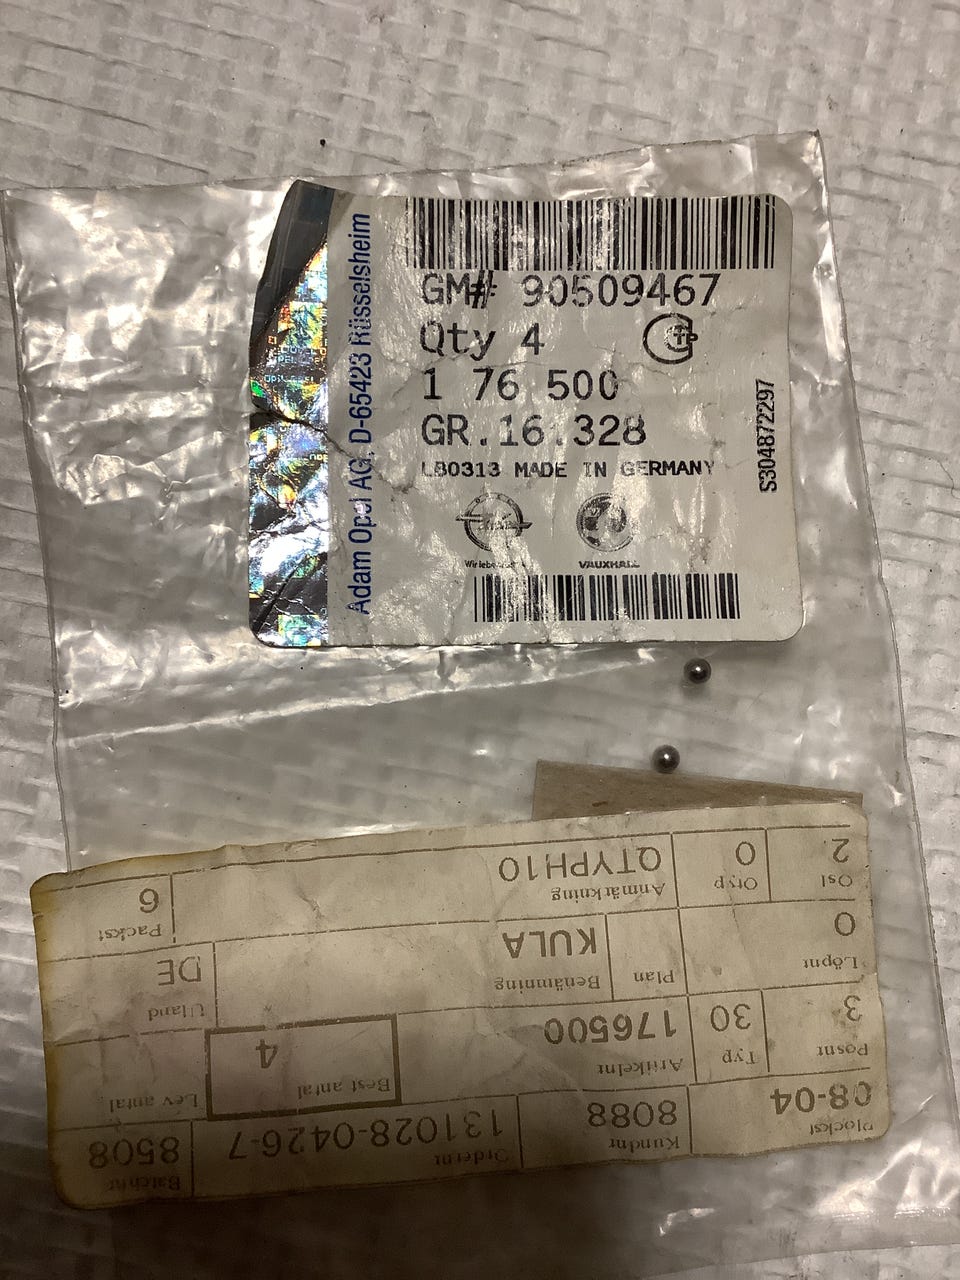 GM# 90509467
Qty 4
1 76 500
GR.16.328
LB0313 MADE IN GERMANY
VAUXHALL
S304872297
Adam Opel AG, D-65423 Rüsselsheim
Plockst Kundnr Ordernr Batchnr
08-04 8088 131028-0426-7 8508
Posnr Typ Artikelnr Best antal Lev antal
3 30 176500 4
Löpnr Plan Benämning Uland
0 KULA DE
Osl Otyp Anmärkning Packst
2. 0 QTYPH10 6